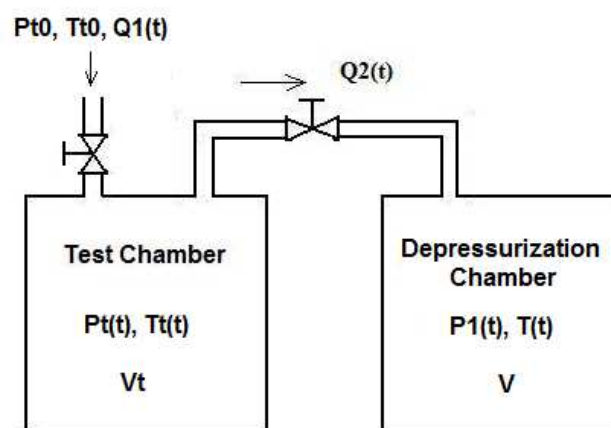 Pt0, Tt0, Q1(t)
Q2(t)
Test Chamber
Pt(t), Tt(t)
Vt
Depressurization
Chamber
P1(t), T(t)
V